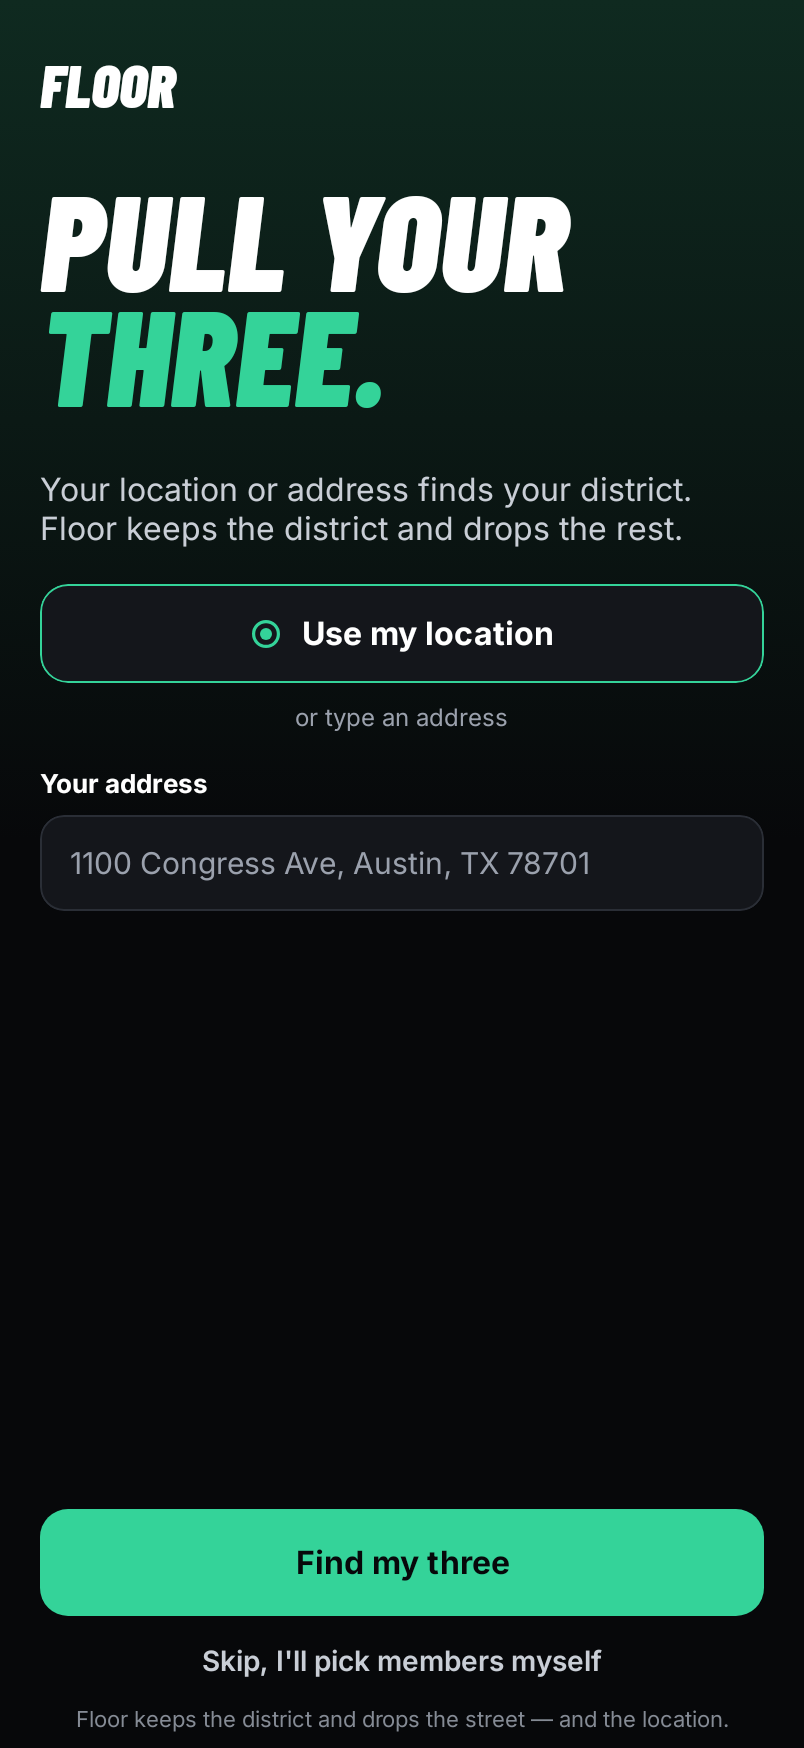 FLOOR
PULL YOUR
THREE.
Your location or address finds your district.
Floor keeps the district and drops the rest.
Use my location
or type an address
Your address
1100 Congress Ave, Austin, TX 78701
Find my three
Skip, I'll pick members myself
Floor keeps the district and drops the street — and the location.